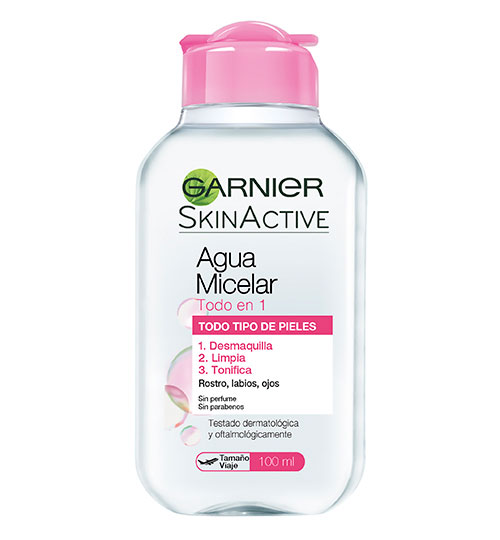 GARNIER
SKINACTIVE
Agua
Micelar
Todo en 1
TODO TIPO DE PIELES
1. Desmaquilla
2. Limpia
3. Tonifica
Rostro, labios, ojos
Sin perfume
Sin parabenos
Testado dermatológica
y oftalmológicamente
Tamaño
Viaje
100 ml